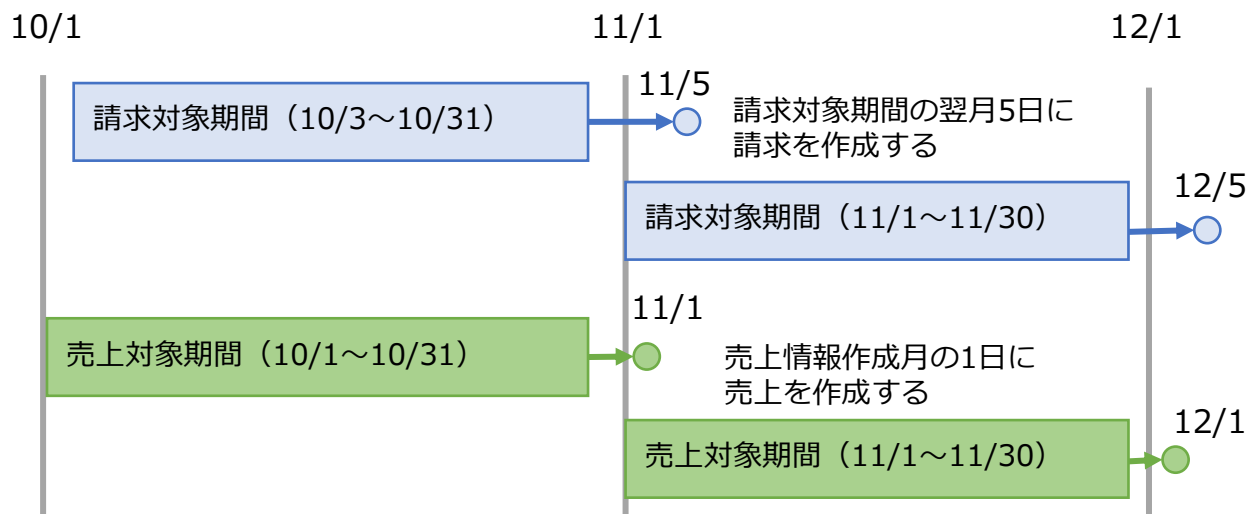 10/1
11/1
12/1
11/5
請求対象期間（10/3～10/31）
請求対象期間の翌月5日に
請求を作成する
12/5
請求対象期間（11/1～11/30）
11/1
売上対象期間（10/1～10/31）
売上情報作成月の1日に
売上を作成する
12/1
売上対象期間（11/1～11/30）